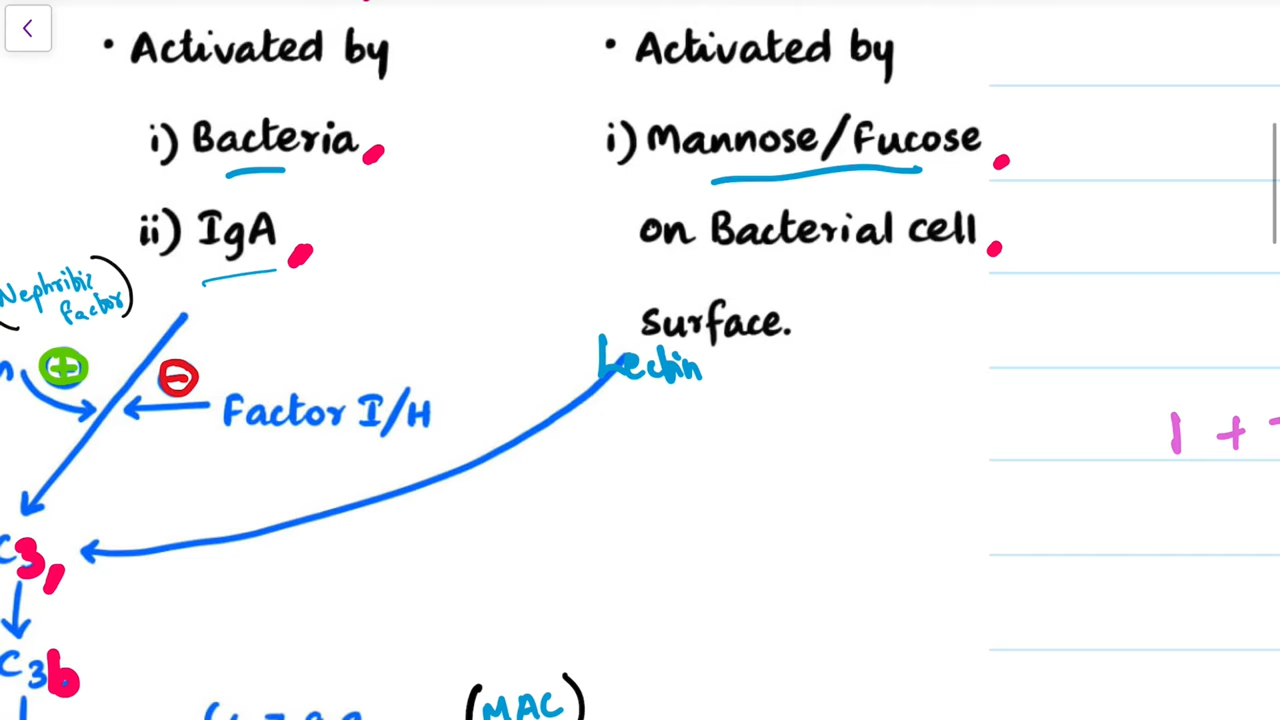 • Activated by
i) Bacteria
ii) IgA
• Activated by
i) Mannose/Fucose
on Bacterial cell
surface.
Lectin
(Nephritic
factor)
+
-
Factor I/H
C3,
C3b
(MAC)
1 +